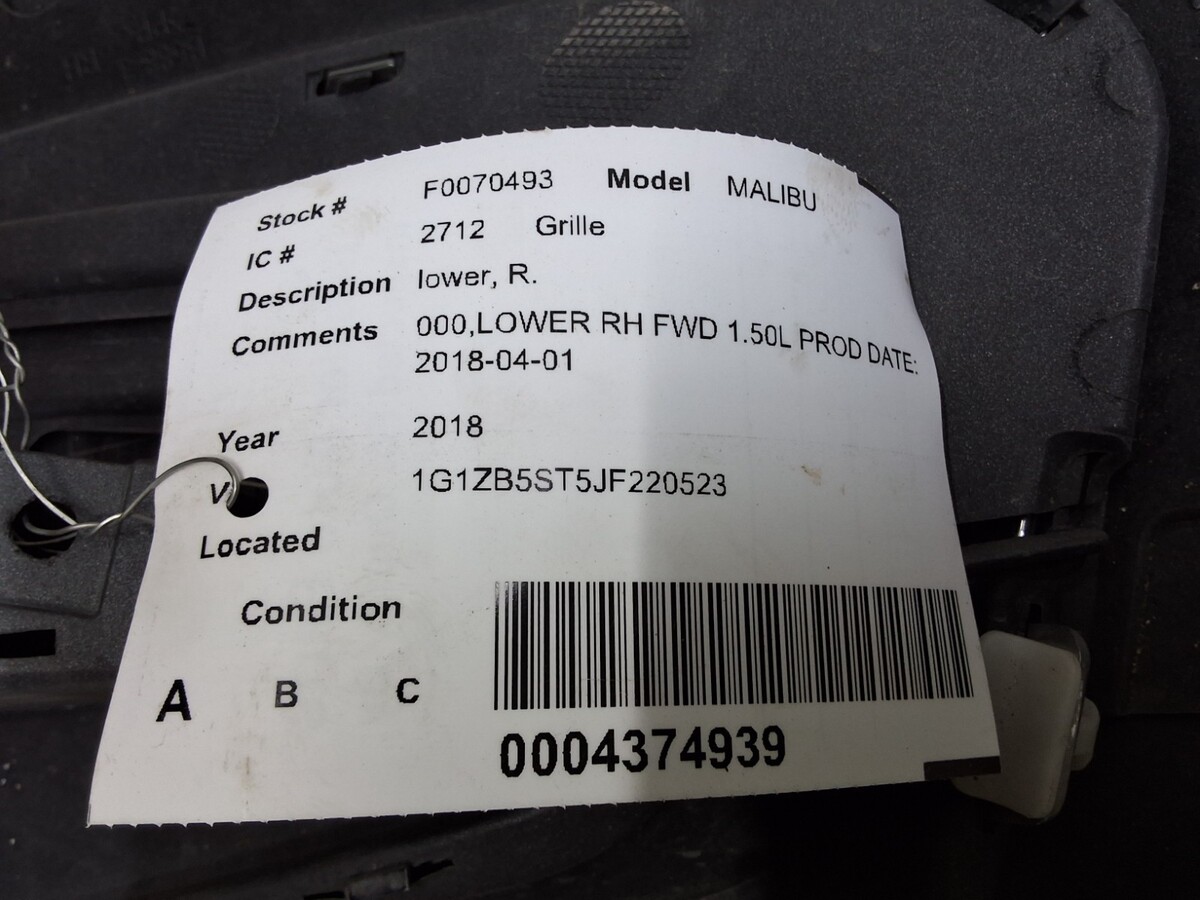 Stock # F0070493 Model MALIBU
IC # 2712 Grille
Description lower, R.
Comments 000,LOWER RH FWD 1.50L PROD DATE:
2018-04-01
Year 2018
V 1G1ZB5ST5JF220523
Located
Condition
A B C
0004374939